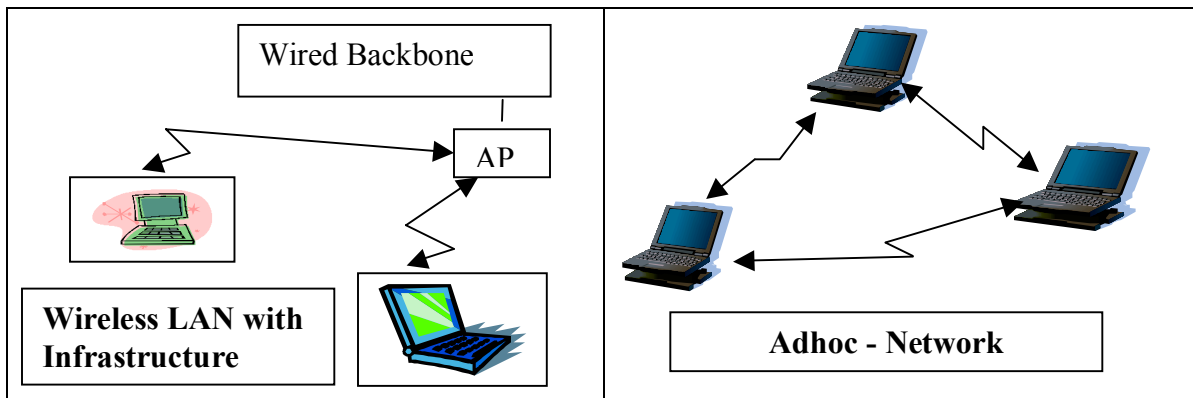 Wired Backbone
AP
Wireless LAN with
Infrastructure
Adhoc - Network